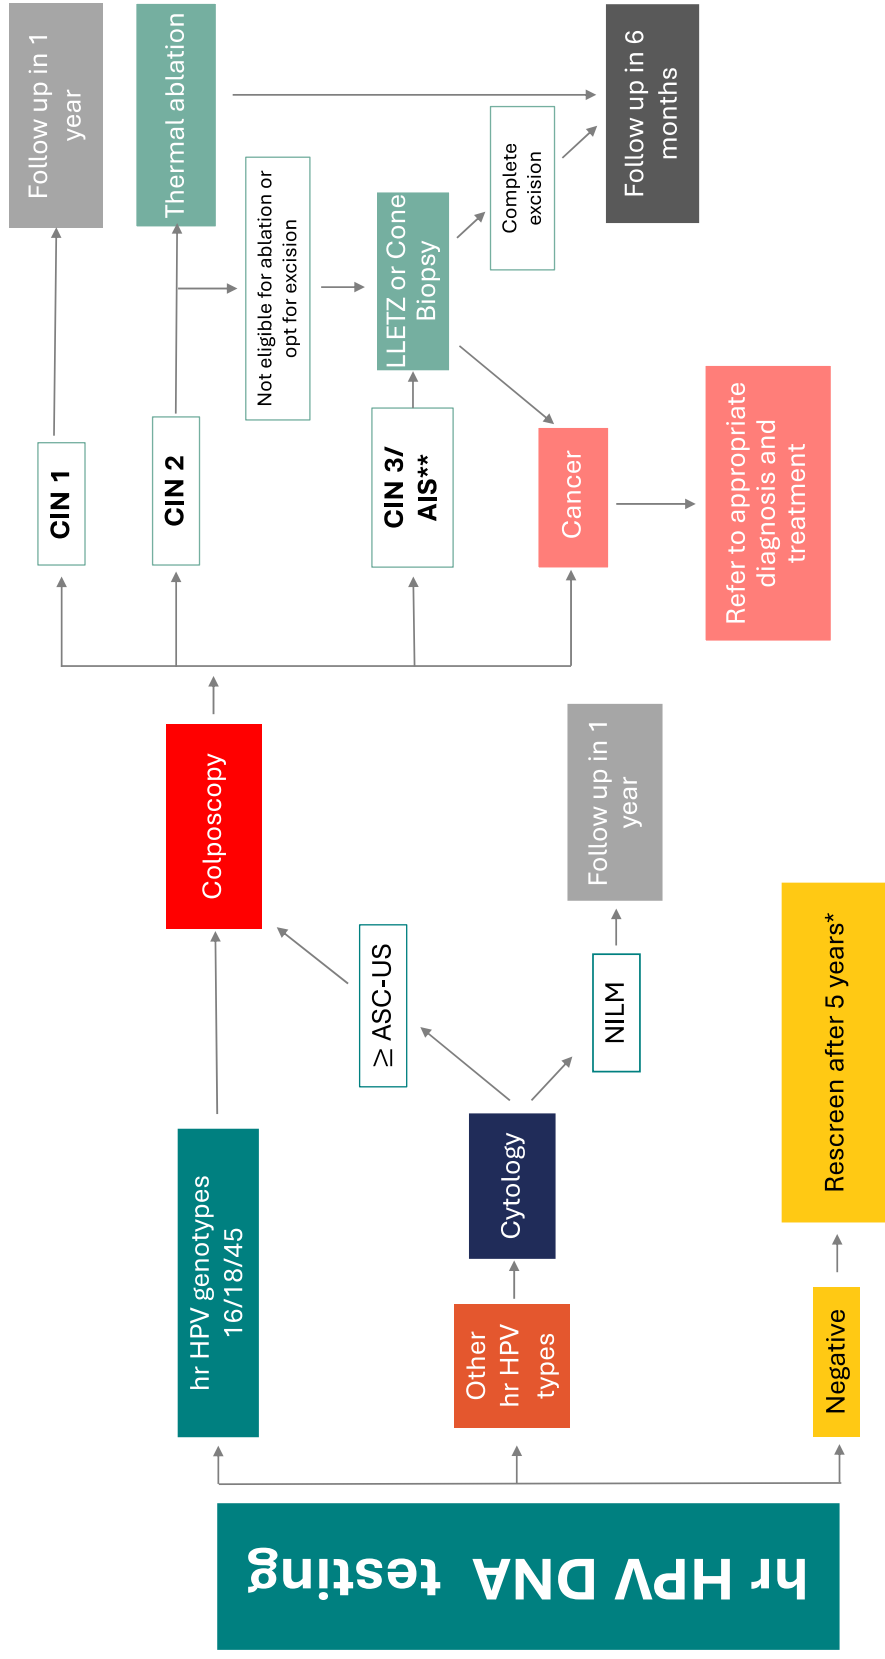 hr HPV DNA testing
hr HPV genotypes
16/18/45
Other
hr HPV
types
Negative
Cytology
≥ ASC-US
NILM
Rescreen after 5 years*
Colposcopy
Follow up in 1
year
CIN 1
CIN 2
CIN 3/
AIS**
Cancer
Refer to appropriate
diagnosis and
treatment
Follow up in 1
year
Thermal ablation
Not eligible for ablation or
opt for excision
LLETZ or Cone
Biopsy
Complete
excision
Follow up in 6
months